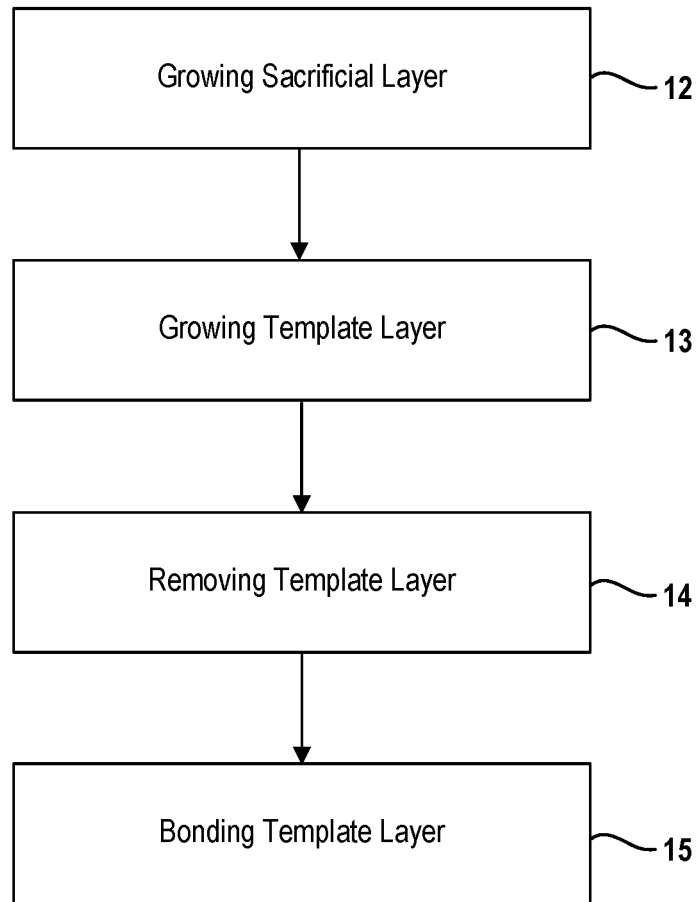 Growing Sacrificial Layer
12
Growing Template Layer
13
Removing Template Layer
14
Bonding Template Layer
15